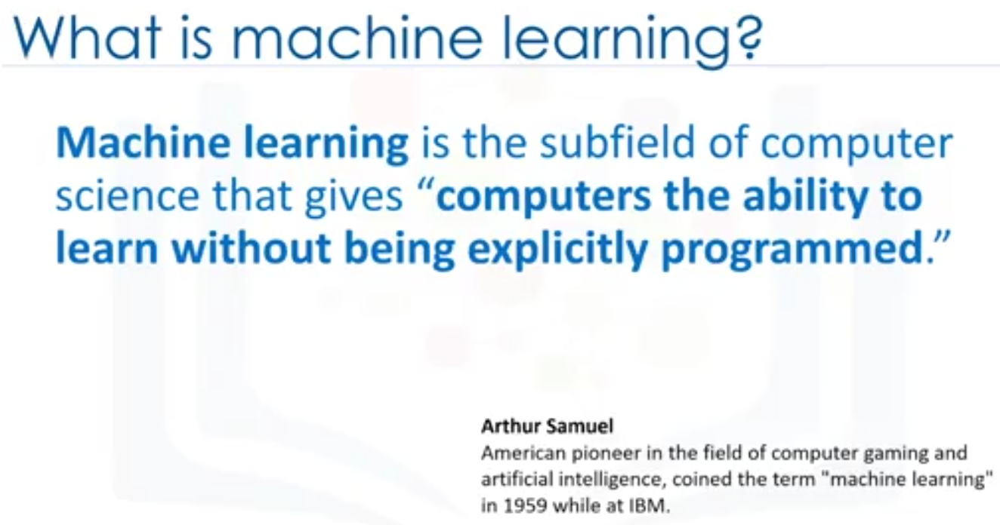 What is machine learning?
Machine learning is the subfield of computer
science that gives “computers the ability to
learn without being explicitly programmed.”
Arthur Samuel
American pioneer in the field of computer gaming and
artificial intelligence, coined the term "machine learning"
in 1959 while at IBM.